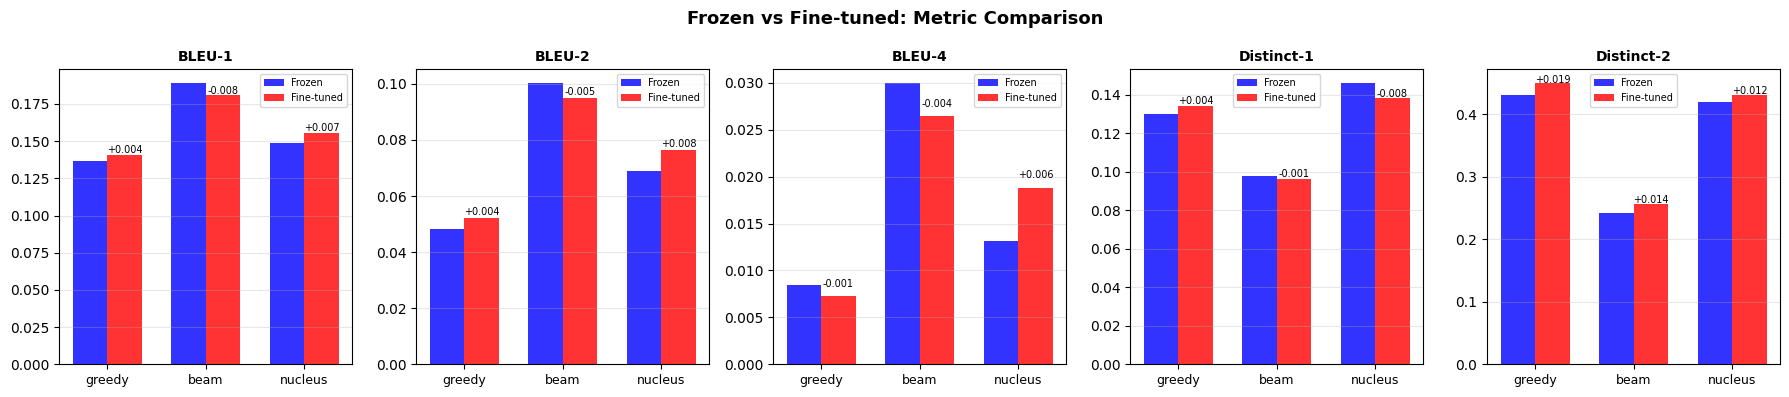 Frozen vs Fine-tuned: Metric Comparison
BLEU-1
Frozen
Fine-tuned
+0.004
-0.008
+0.007
0.175
0.150
0.125
0.100
0.075
0.050
0.025
0.000
greedy
beam
nucleus
BLEU-2
Frozen
Fine-tuned
+0.004
-0.005
+0.008
0.10
0.08
0.06
0.04
0.02
0.00
greedy
beam
nucleus
BLEU-4
Frozen
Fine-tuned
-0.001
-0.004
+0.006
0.030
0.025
0.020
0.015
0.010
0.005
0.000
greedy
beam
nucleus
Distinct-1
Frozen
Fine-tuned
+0.004
-0.001
-0.008
0.14
0.12
0.10
0.08
0.06
0.04
0.02
0.00
greedy
beam
nucleus
Distinct-2
Frozen
Fine-tuned
+0.019
+0.014
+0.012
0.4
0.3
0.2
0.1
0.0
greedy
beam
nucleus